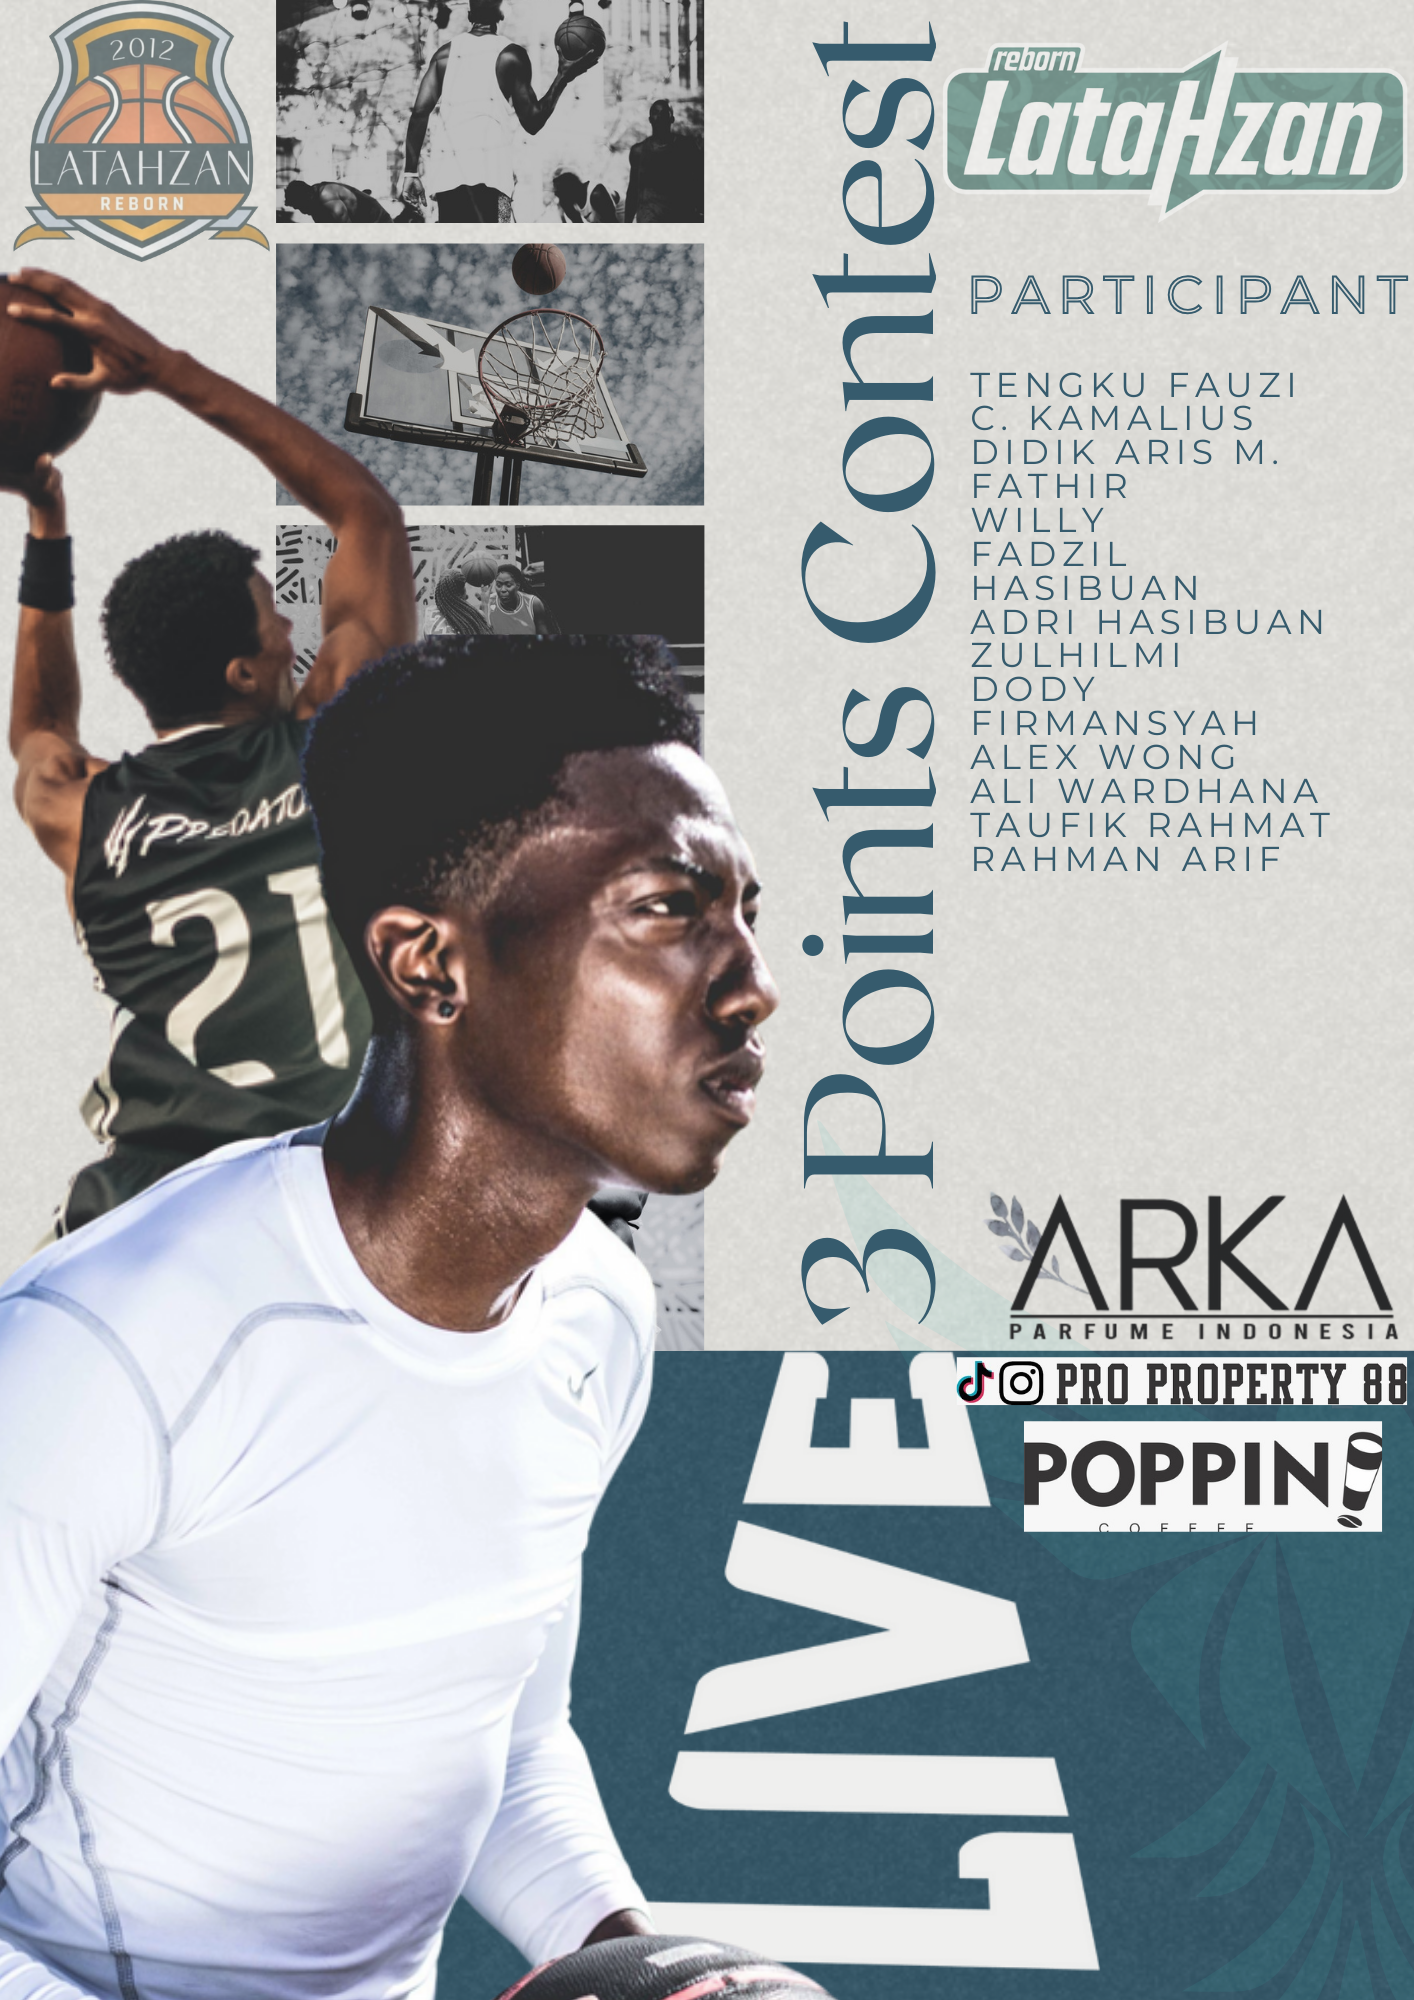 2012
LATAHZAN
REBORN
reborn
LataHzan
3 Points Contest
PARTICIPANT
TENGKU FAUZI
C. KAMALIUS
DIDIK ARIS M.
FATHIR
WILLY
FADZIL
HASIBUAN
ADRI HASIBUAN
ZULHILMI
DODY
FIRMANSYAH
ALEX WONG
ALI WARDHANA
TAUFIK RAHMAT
RAHMAN ARIF
21
ARKA
PARFUME INDONESIA
PRO PROPERTY 88
POPPIN
COFFEE
LIVE